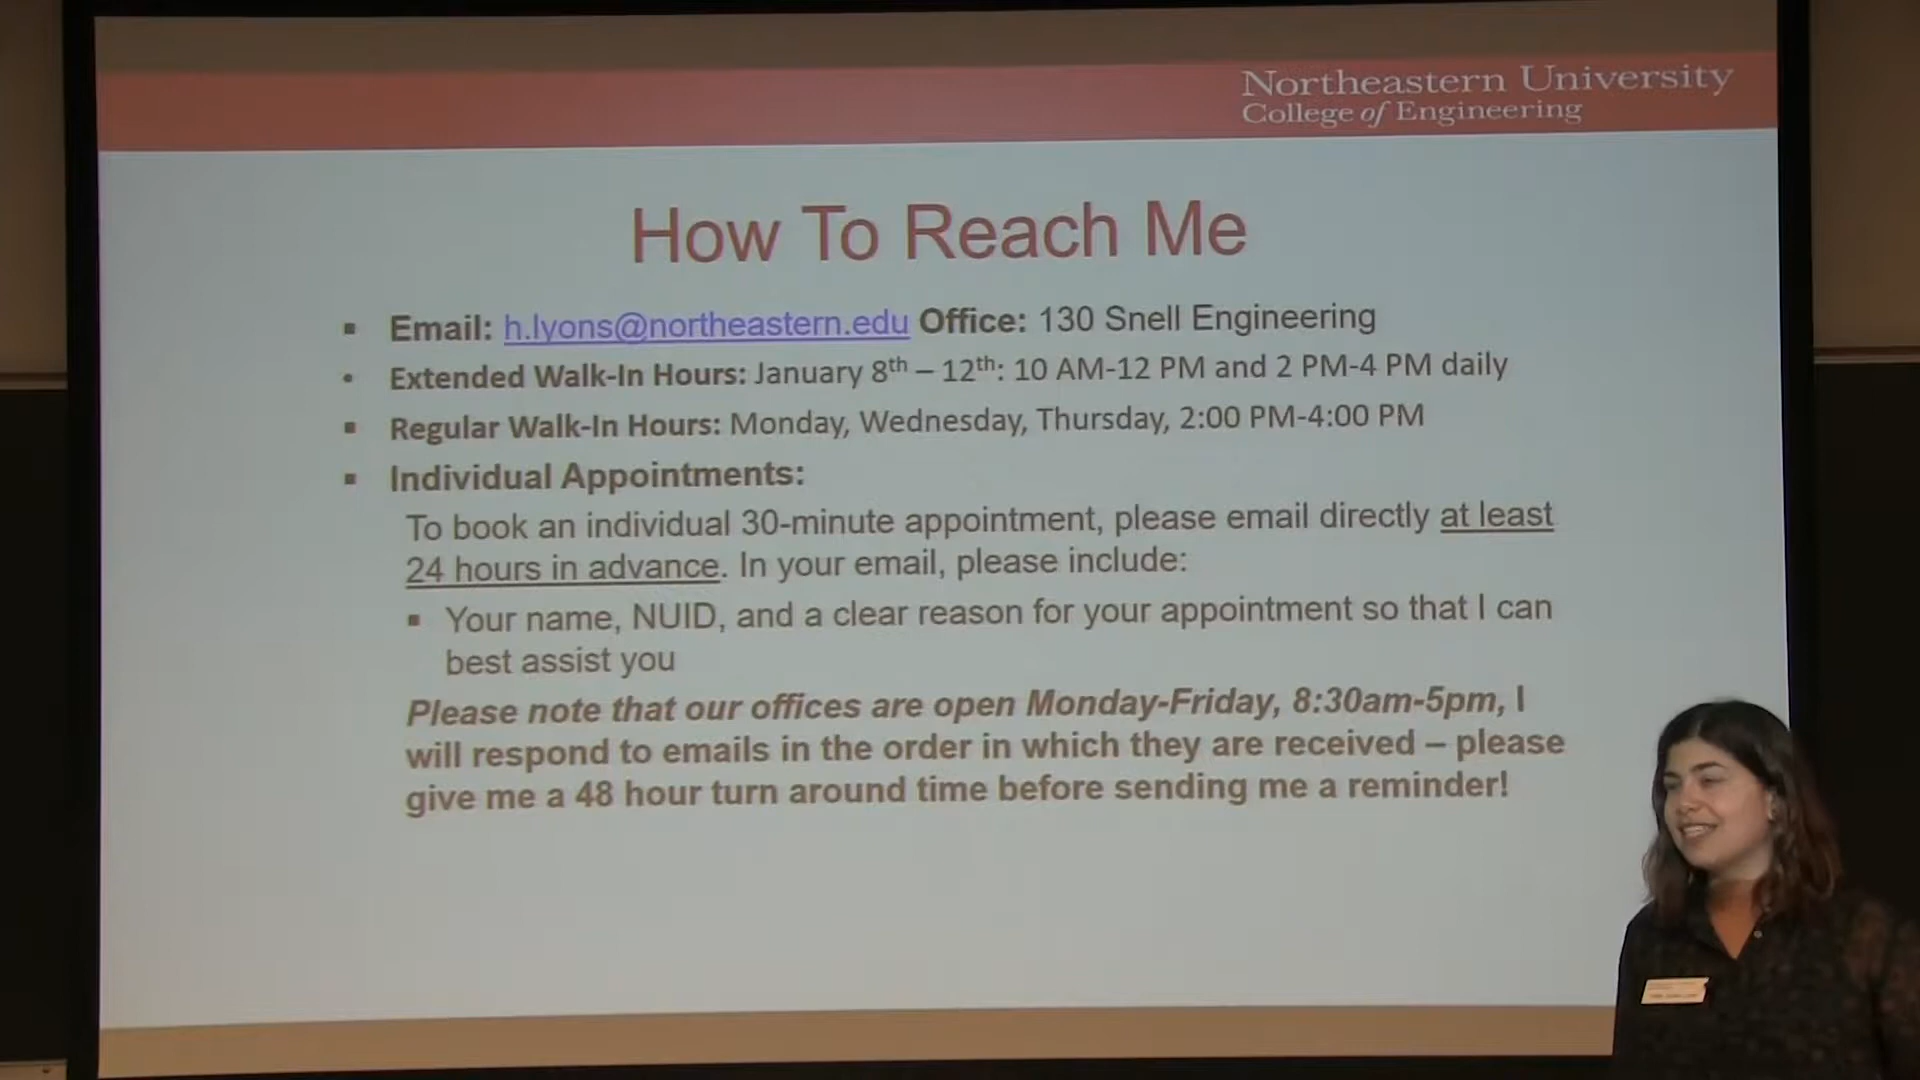 Northeastern University
College of Engineering
How To Reach Me
▪ Email: h.lyons@northeastern.edu Office: 130 Snell Engineering
• Extended Walk-In Hours: January 8th – 12th: 10 AM-12 PM and 2 PM-4 PM daily
▪ Regular Walk-In Hours: Monday, Wednesday, Thursday, 2:00 PM-4:00 PM
▪ Individual Appointments:
To book an individual 30-minute appointment, please email directly at least
24 hours in advance. In your email, please include:
▪ Your name, NUID, and a clear reason for your appointment so that I can
best assist you
Please note that our offices are open Monday-Friday, 8:30am-5pm, I
will respond to emails in the order in which they are received – please
give me a 48 hour turn around time before sending me a reminder!